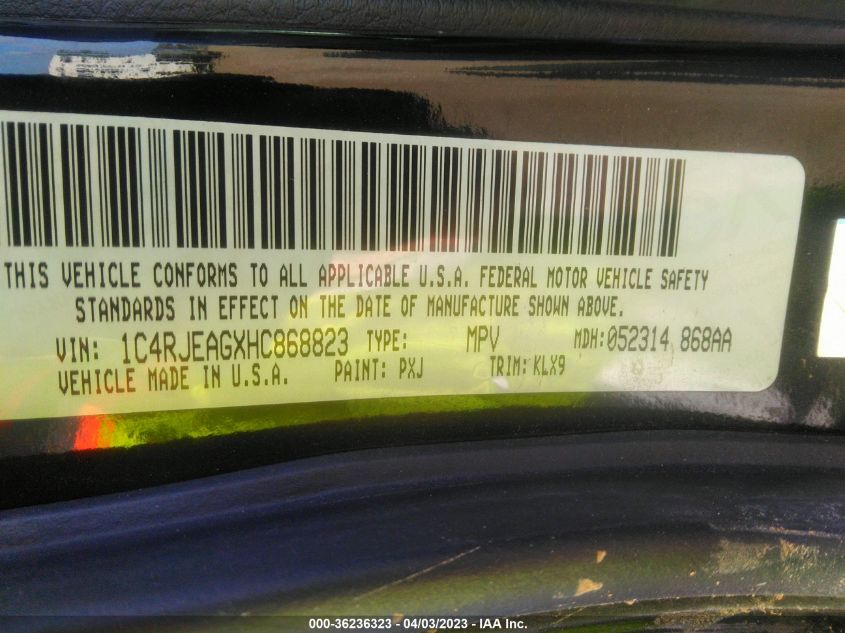 THIS VEHICLE CONFORMS TO ALL APPLICABLE U.S.A. FEDERAL MOTOR VEHICLE SAFETY
STANDARDS IN EFFECT ON THE DATE OF MANUFACTURE SHOWN ABOVE.
VIN: 1C4RJEAGXHC868823 TYPE: MPV MDH:052314 868AA
VEHICLE MADE IN U.S.A. PAINT: PXJ TRIM: KLX9
000-36236323 - 04/03/2023 - IAA Inc.